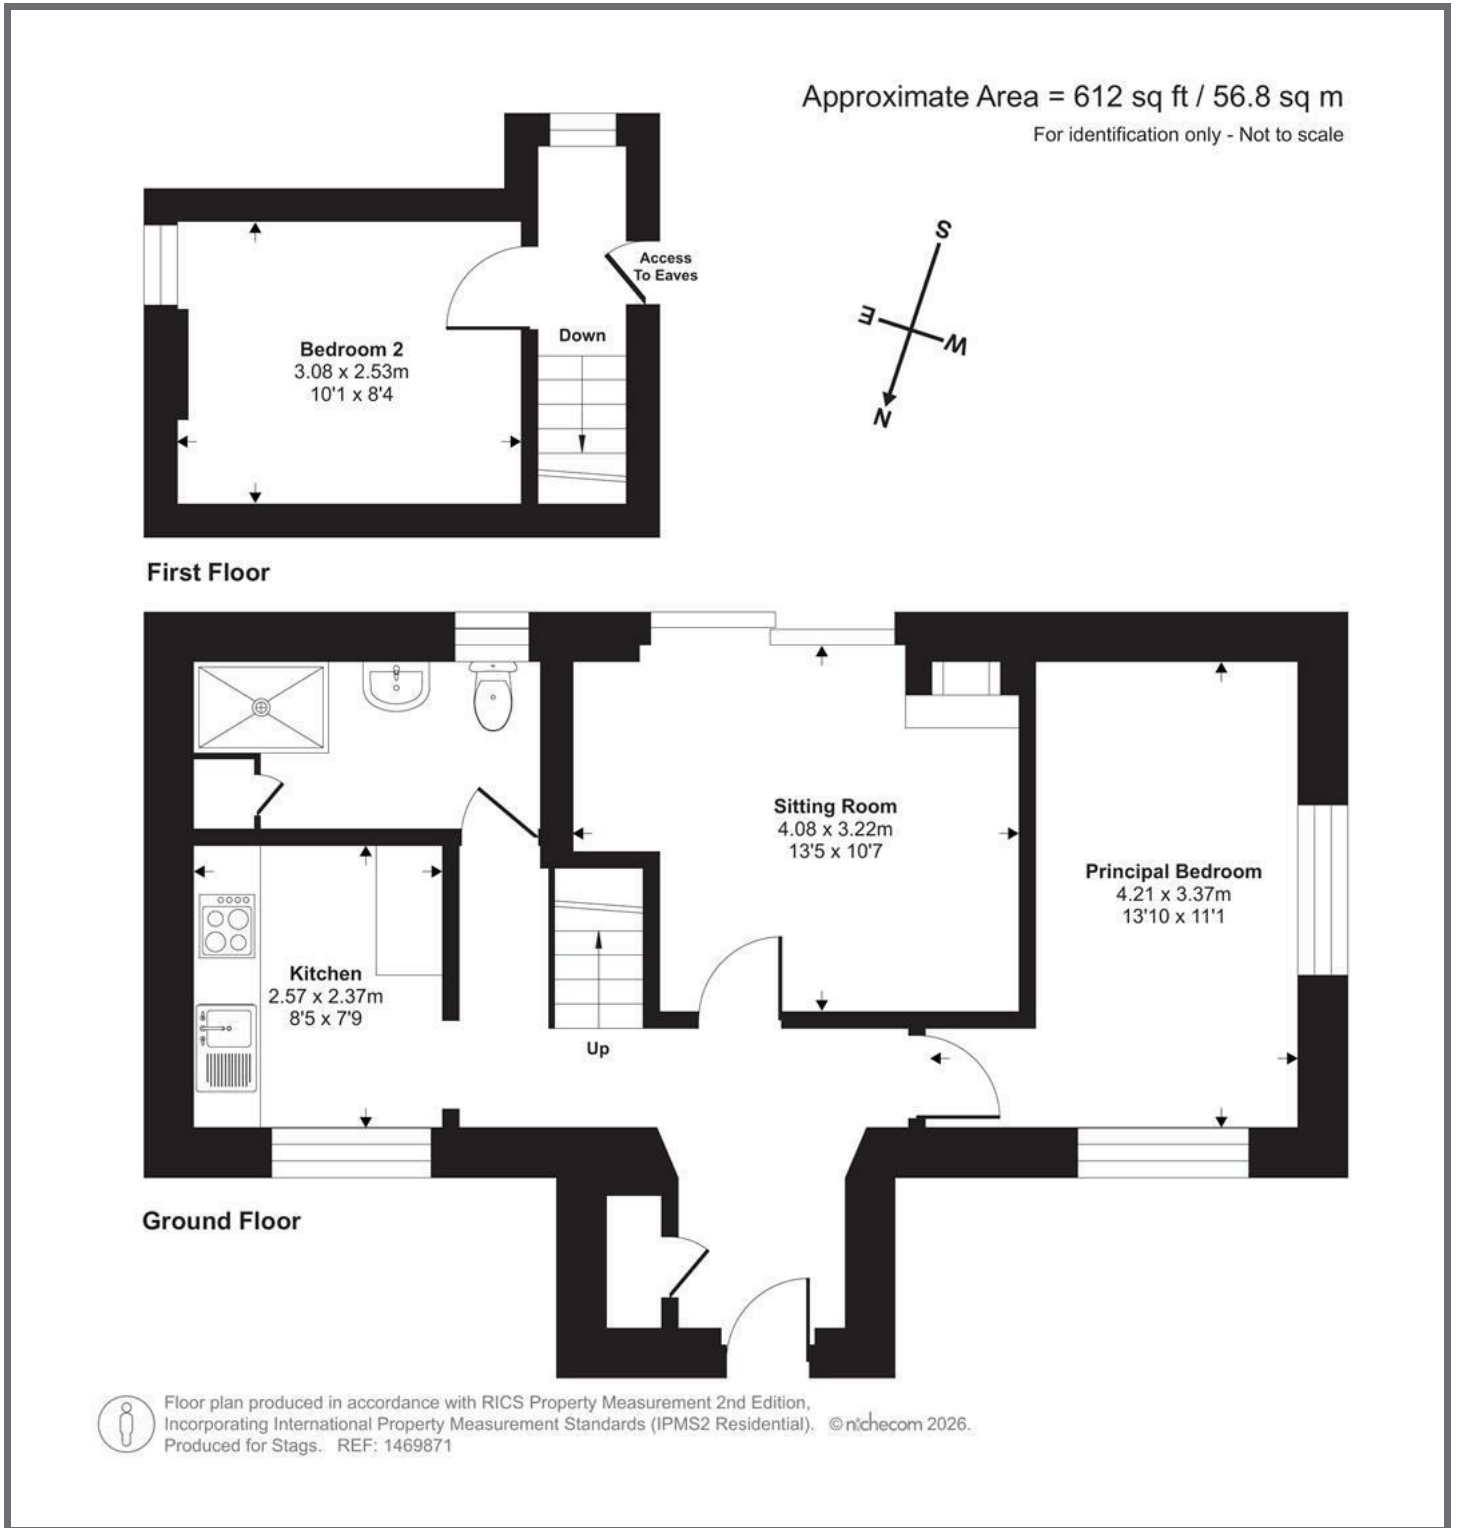 Approximate Area = 612 sq ft / 56.8 sq m
For identification only - Not to scale
S
E
W
N
Access
To Eaves
Down
Bedroom 2
3.08 x 2.53m
10'1 x 8'4
First Floor
Sitting Room
4.08 x 3.22m
13'5 x 10'7
Principal Bedroom
4.21 x 3.37m
13'10 x 11'1
Kitchen
2.57 x 2.37m
8'5 x 7'9
Up
Ground Floor
Floor plan produced in accordance with RICS Property Measurement 2nd Edition,
Incorporating International Property Measurement Standards (IPMS2 Residential). © nichecom 2026.
Produced for Stags. REF: 1469871